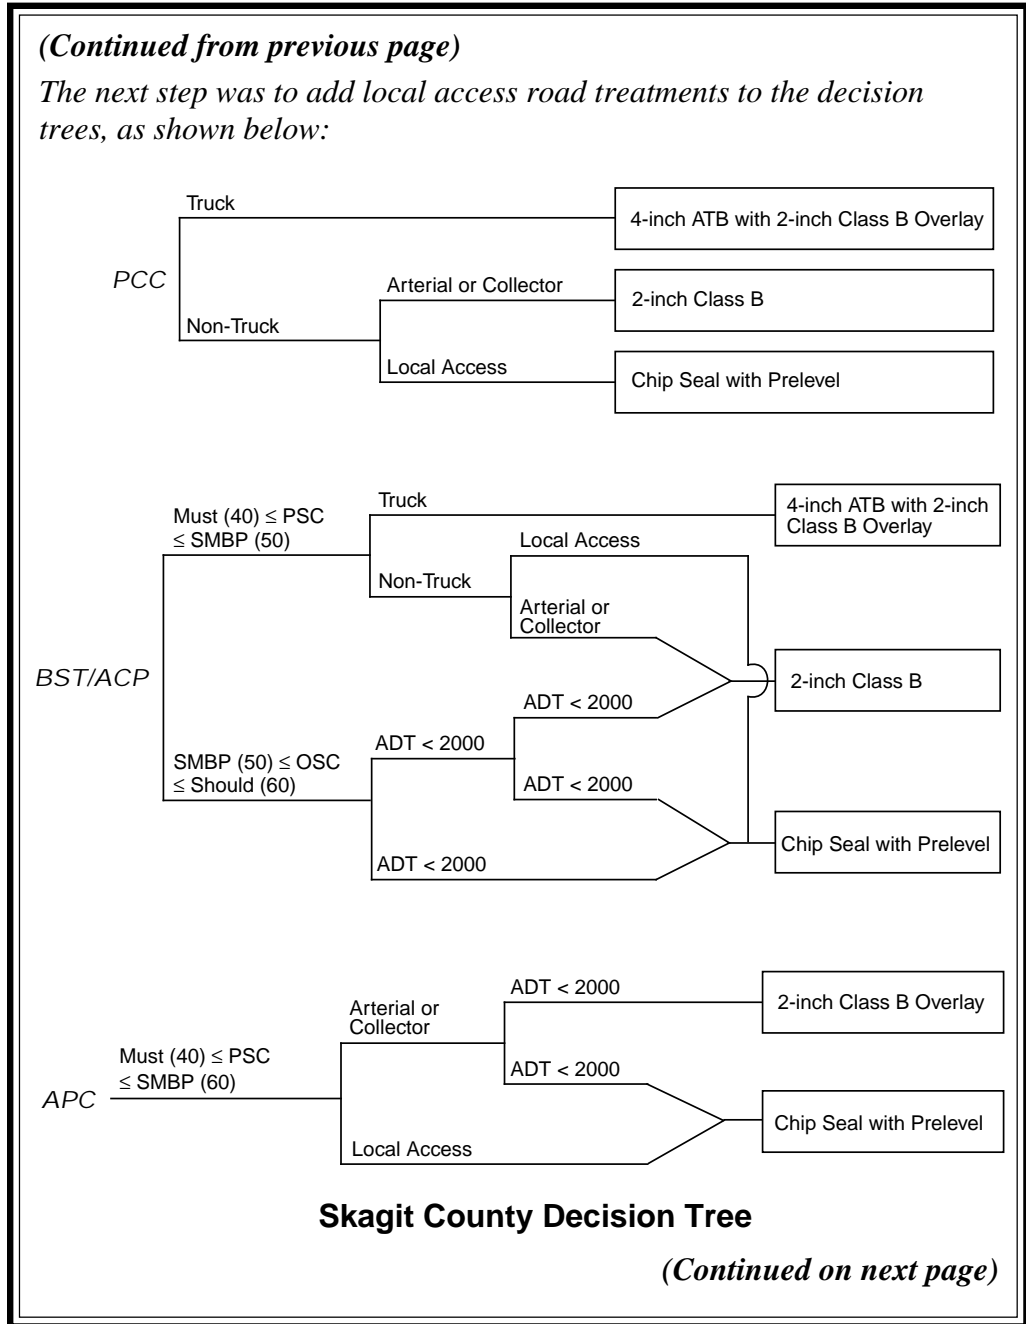 (Continued from previous page)
The next step was to add local access road treatments to the decision
trees, as shown below:
Truck
4-inch ATB with 2-inch Class B Overlay
PCC
Arterial or Collector
2-inch Class B
Non-Truck
Local Access
Chip Seal with Prelevel
Must (40) ≤ PSC
≤ SMBP (50)
Truck
4-inch ATB with 2-inch
Class B Overlay
Local Access
Non-Truck
Arterial or
Collector
BST/ACP
2-inch Class B
ADT < 2000
SMBP (50) ≤ OSC
≤ Should (60)
ADT < 2000
ADT < 2000
Chip Seal with Prelevel
ADT < 2000
ADT < 2000
2-inch Class B Overlay
Arterial or
Collector
Must (40) ≤ PSC
≤ SMBP (60)
ADT < 2000
APC
Chip Seal with Prelevel
Local Access
Skagit County Decision Tree
(Continued on next page)